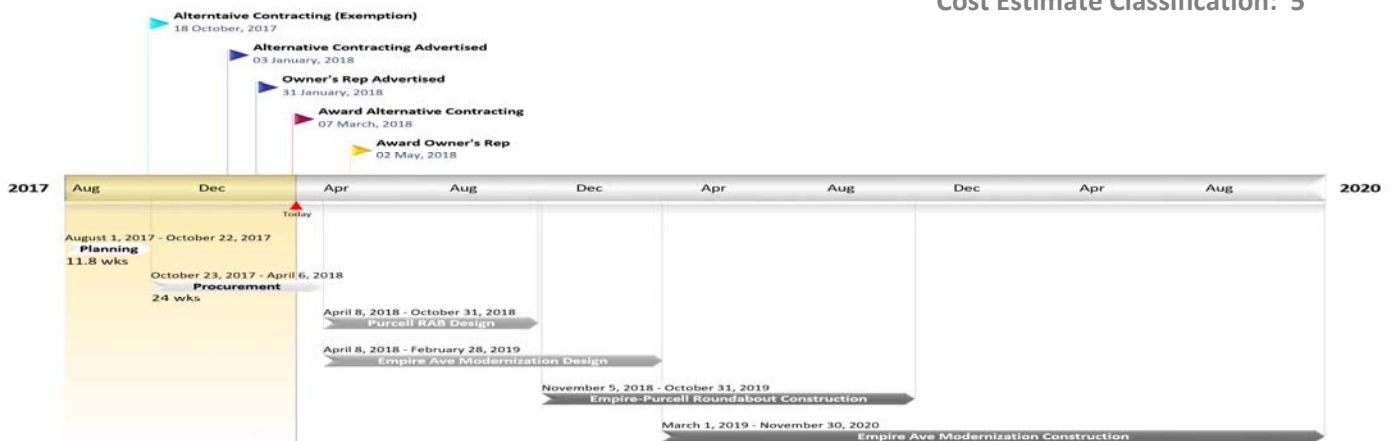 Cost Estimate Classification: 5
Alterntaive Contracting (Exemption)
18 October, 2017
Alternative Contracting Advertised
03 January, 2018
Owner's Rep Advertised
31 January, 2018
Award Alternative Contracting
07 March, 2018
Award Owner's Rep
02 May, 2018
2017 Aug Dec Apr Aug Dec Apr Aug Dec Apr Aug 2020
Today
August 1, 2017 - October 22, 2017
Planning
11.8 wks
October 23, 2017 - April 6, 2018
Procurement
24 wks
April 8, 2018 - October 31, 2018
Purcell RAB Design
April 8, 2018 - February 28, 2019
Empire Ave Modernization Design
November 5, 2018 - October 31, 2019
Empire-Purcell Roundabout Construction
March 1, 2019 - November 30, 2020
Empire Ave Modernization Construction